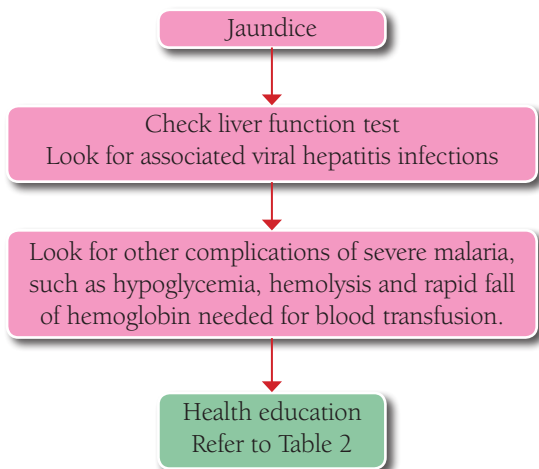 Jaundice
Check liver function test
Look for associated viral hepatitis infections
Look for other complications of severe malaria,
such as hypoglycemia, hemolysis and rapid fall
of hemoglobin needed for blood transfusion.
Health education
Refer to Table 2